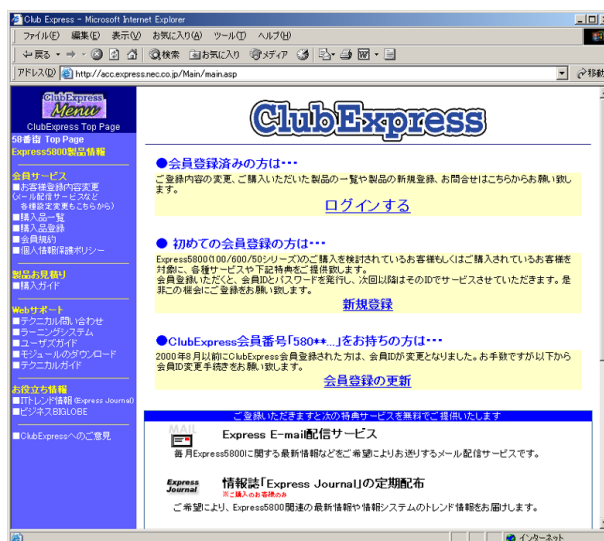 Club Express - Microsoft Internet Explorer
ファイル(F) 編集(E) 表示(V) お気に入り(A) ツール(T) ヘルプ(H)
戻る 検索 お気に入り メディア
アドレス(D) http://acc.express.nec.co.jp/Main/main.asp 移動
ClubExpress
Menu
ClubExpress Top Page
58番街 Top Page
Express5800製品情報
会員サービス
■お客様登録内容変更
(メール配信サービスなど
各種設定変更もこちらから)
■購入品一覧
■購入品登録
■会員規約
■個人情報保護ポリシー
製品お見積り
■購入ガイド
Webサポート
■テクニカル問い合わせ
■ラーニングシステム
■ユーザズガイド
■モジュールのダウンロード
■テクニカルガイド
お役立ち情報
■ITトレンド情報(Express Journal)
■ビジネスBIGLOBE
■ClubExpressへのご意見
ClubExpress
●会員登録済みの方は・・・
ご登録内容の変更、ご購入いただいた製品の一覧や製品の新規登録、お問合せはこちらからお願い致し
ます。
ログインする
● 初めての会員登録の方は・・・
Express5800(100/600/50シリーズ)のご購入を検討されているお客様もしくはご購入されているお客様を
対象に、各種サービスや下記特典をご提供致します。
会員登録いただくと、会員IDとパスワードを発行し、次回以降はそのIDでサービスさせていただきます。是
非この機会にご登録をお願い致します。
新規登録
●ClubExpress会員番号「580**...」をお持ちの方は・・・
2000年8月以前にClubExpress会員登録された方は、会員IDが変更となりました。お手数ですが以下から
会員ID変更手続きをお願い致します。
会員登録の更新
ご登録いただきますと次の特典サービスを無料でご提供いたします
MAIL
Express E-mail配信サービス
毎月Express5800に関する最新情報などをご希望によりお送りするメール配信サービスです。
Express
Journal
情報誌「Express Journal」の定期配布
※ご購入のお客様のみ
ご希望により、Express5800関連の最新情報や情報システムのトレンド情報をお届けします。
インターネット